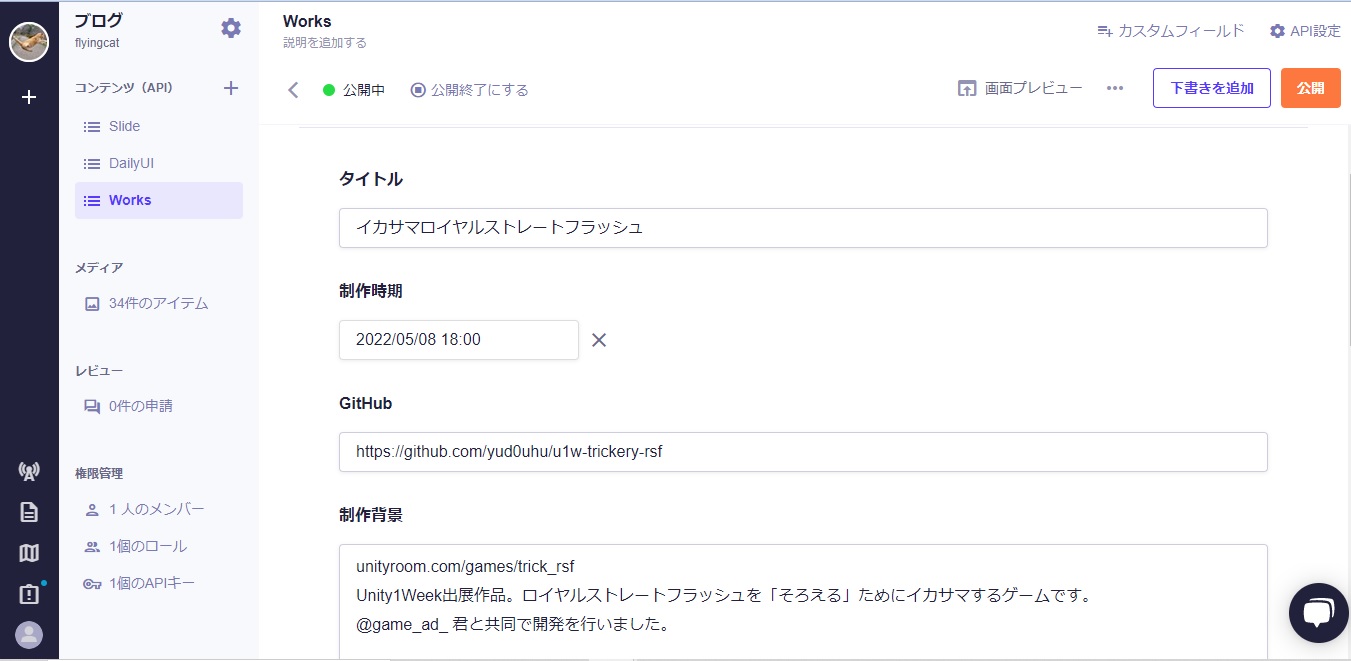 ブログ
flyingcat
コンテンツ（API）
Slide
DailyUI
Works
メディア
34件のアイテム
レビュー
0件の申請
権限管理
1 人のメンバー
1個のロール
1個のAPIキー
Works
説明を追加する
カスタムフィールド
API設定
公開中
公開終了にする
画面プレビュー
下書きを追加
公開
タイトル
イカサマロイヤルストレートフラッシュ
制作時期
2022/05/08 18:00
GitHub
https://github.com/yud0uhu/u1w-trickery-rsf
制作背景
unityroom.com/games/trick_rsf
Unity1Week出展作品。ロイヤルストレートフラッシュを「そろえる」ためにイカサマするゲームです。
@game_ad_ 君と共同で開発を行いました。